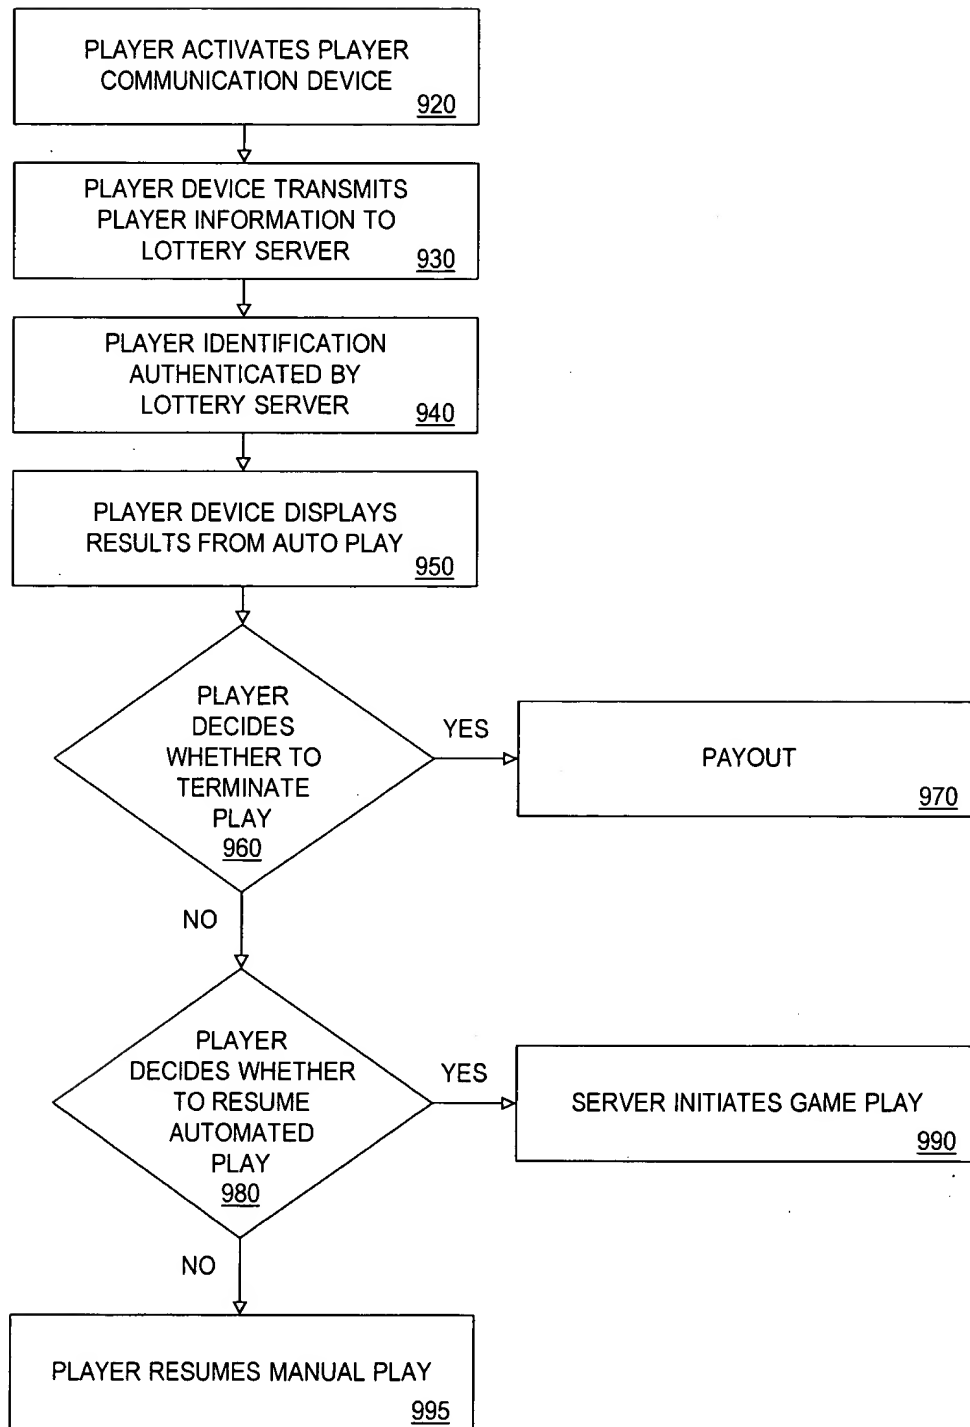 PLAYER ACTIVATES PLAYER
COMMUNICATION DEVICE
920
PLAYER DEVICE TRANSMITS
PLAYER INFORMATION TO
LOTTERY SERVER
930
PLAYER IDENTIFICATION
AUTHENTICATED BY
LOTTERY SERVER
940
PLAYER DEVICE DISPLAYS
RESULTS FROM AUTO PLAY
950
PLAYER
DECIDES
WHETHER TO
TERMINATE
PLAY
960
YES
PAYOUT
970
NO
PLAYER
DECIDES WHETHER
TO RESUME
AUTOMATED
PLAY
980
YES
SERVER INITIATES GAME PLAY
990
NO
PLAYER RESUMES MANUAL PLAY
995